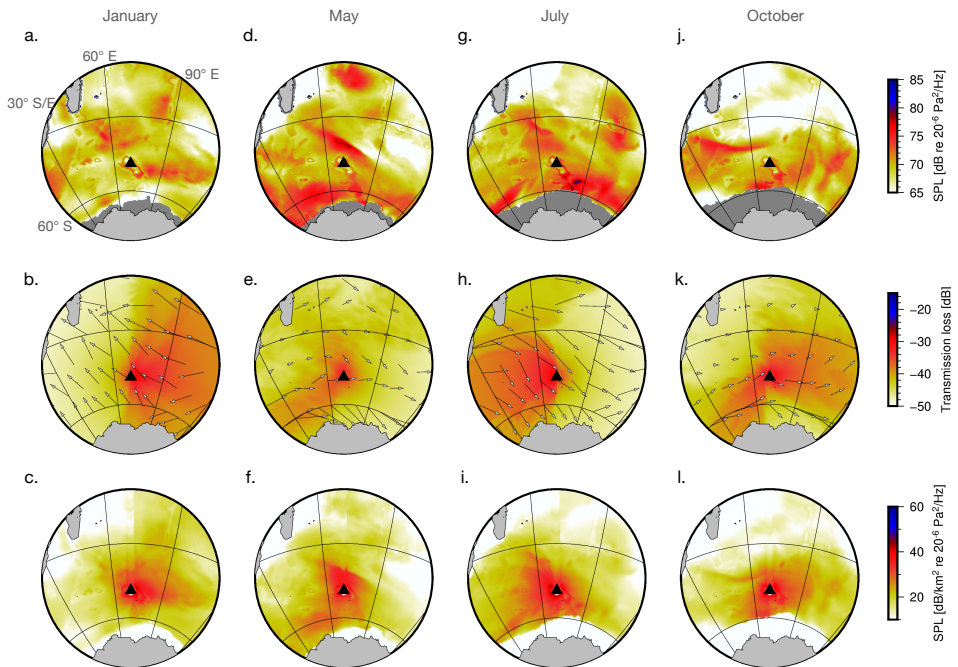 January May July October
a. d. g. j.
60° E
90° E
30° S/E
60° S
85
80
75
70
65
SPL [dB re 20⁻⁶ Pa²/Hz]
b. e. h. k.
−20
−30
−40
−50
Transmission loss [dB]
c. f. i. l.
60
40
20
SPL [dB/km² re 20⁻⁶ Pa²/Hz]